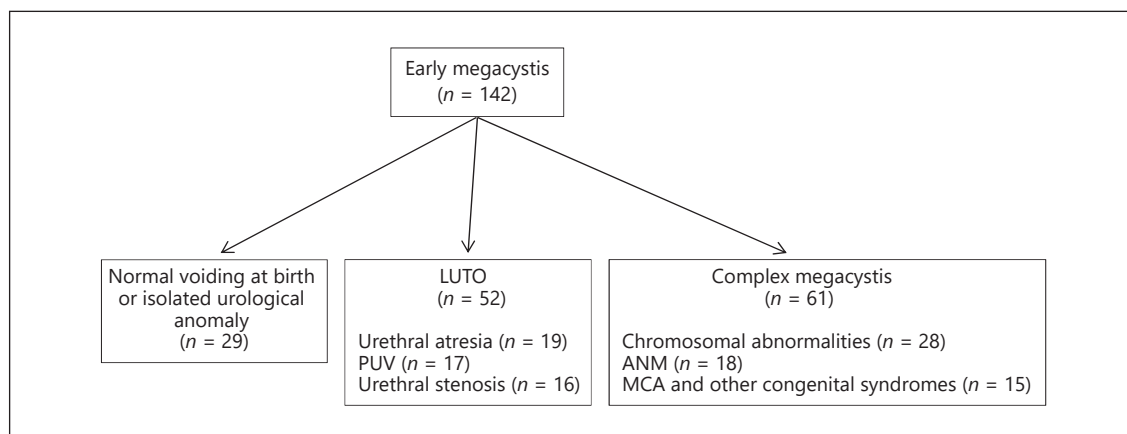 Early megacystis
(n = 142)
Normal voiding at birth
or isolated urological
anomaly
(n = 29)
LUTO
(n = 52)
Urethral atresia (n = 19)
PUV (n = 17)
Urethral stenosis (n = 16)
Complex megacystis
(n = 61)
Chromosomal abnormalities (n = 28)
ANM (n = 18)
MCA and other congenital syndromes (n = 15)